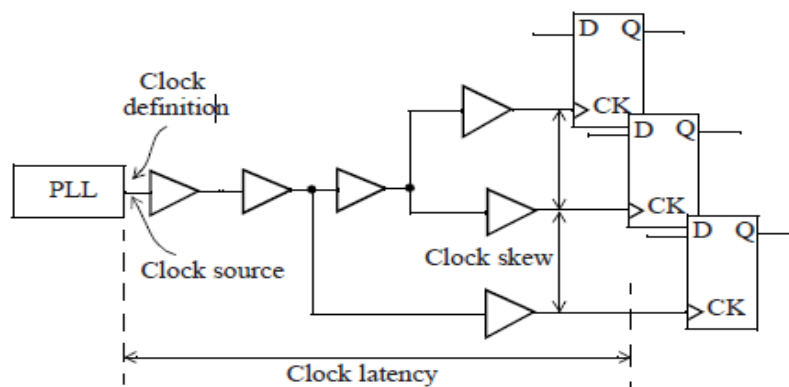 D Q
Clock
definition
CK
D Q
PLL
CK
D Q
Clock source
Clock skew
CK
Clock latency